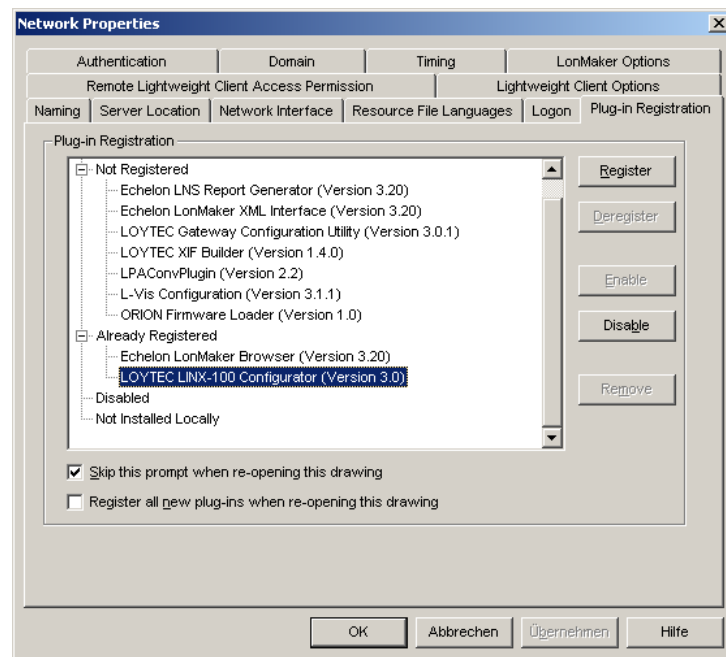 Network Properties
Authentication Domain Timing LonMaker Options
Remote Lightweight Client Access Permission Lightweight Client Options
Naming Server Location Network Interface Resource File Languages Logon Plug-in Registration
Plug-in Registration
Not Registered
Echelon LNS Report Generator (Version 3.20)
Echelon LonMaker XML Interface (Version 3.20)
LOYTEC Gateway Configuration Utility (Version 3.0.1)
LOYTEC XIF Builder (Version 1.4.0)
LPAConvPlugin (Version 2.2)
L-Vis Configuration (Version 3.1.1)
ORION Firmware Loader (Version 1.0)
Already Registered
Echelon LonMaker Browser (Version 3.20)
LOYTEC LINX-100 Configurator (Version 3.0)
Disabled
Not Installed Locally
Register
Deregister
Enable
Disable
Remove
Skip this prompt when re-opening this drawing
Register all new plug-ins when re-opening this drawing
OK Abbrechen Übernehmen Hilfe